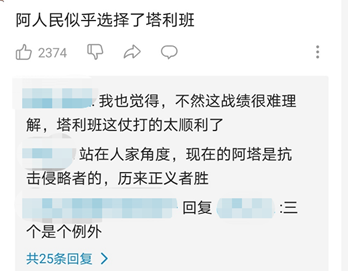 阿人民似乎选择了塔利班
2374
我也觉得，不然这战绩很难理
解，塔利班这仗打的太顺利了
站在人家角度，现在的阿塔是抗
击侵略者的，历来正义者胜
回复 :三
个是个例外
共25条回复 >